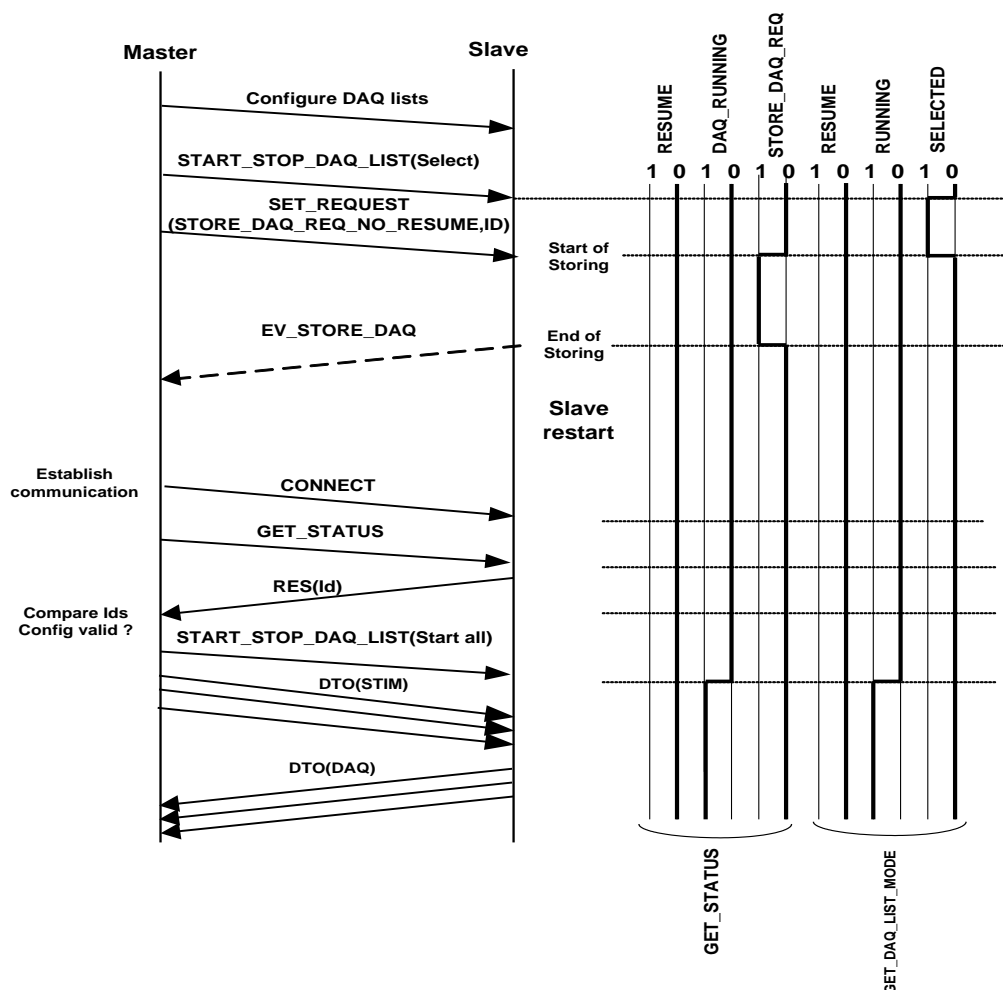 Master
Slave
RESUME
DAQ_RUNNING
STORE_DAQ_REQ
RESUME
RUNNING
SELECTED
1 0 1 0 1 0 1 0 1 0 1 0
Configure DAQ lists
START_STOP_DAQ_LIST(Select)
SET_REQUEST
(STORE_DAQ_REQ_NO_RESUME,ID)
Start of
Storing
EV_STORE_DAQ
End of
Storing
Slave
restart
Establish
communication
CONNECT
GET_STATUS
RES(Id)
Compare Ids
Config valid ?
START_STOP_DAQ_LIST(Start all)
DTO(STIM)
DTO(DAQ)
GET_STATUS
GET_DAQ_LIST_MODE